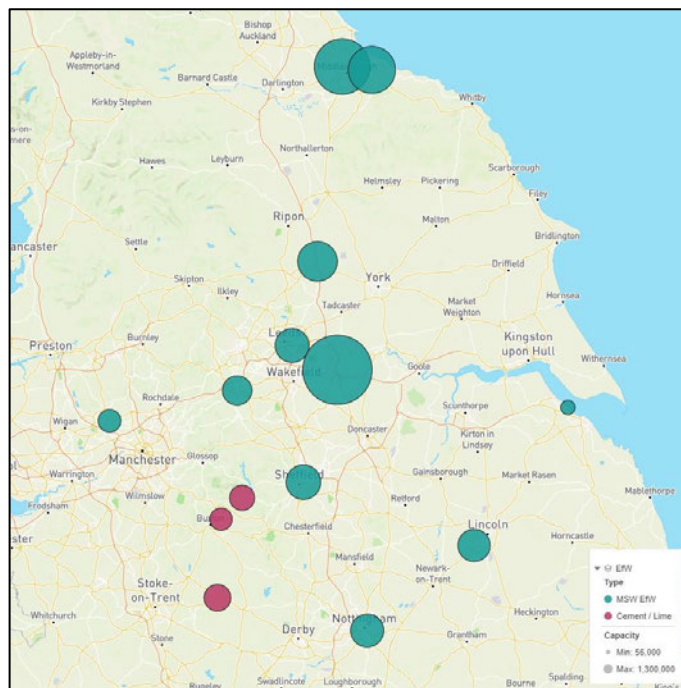 Bishop
Auckland
Appleby-in-
Westmorland
Barnard Castle
Darlington
Kirkby Stephen
Whitby
Northallerton
Hawes
Leyburn
Scarborough
Helmsley
Pickering
Filey
Ripon
Malton
Settle
Bridlington
Driffield
Skipton
York
Ilkley
Hornsea
Tadcaster
Market
Weighton
Preston
Burnley
Kingston
upon Hull
Wakefield
Goole
Withernsea
Rochdale
Wigan
Scunthorpe
Doncaster
Kirton in
Lindsey
Manchester
Glossop
Warrington
Gainsborough
Market Rasen
Sheffield
Mablethorpe
Wilmslow
Retford
Frodsham
Chesterfield
Lincoln
Horncastle
Mansfield
Newark-
on-Trent
Stoke-
on-Trent
EfW
Type
MSW EfW
Cement / Lime
Capacity
Min: 56,000
Max: 1,300,000
Whitchurch
Stone
Derby
Nottingham
Heckington
Grantham
Swadlincote
Loughborough
Rugeley
Bourne
Spalding